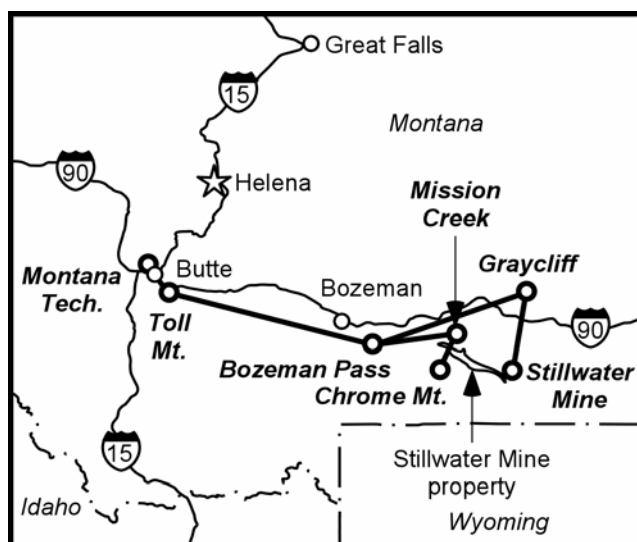 Great Falls
15
Montana
90
Helena
Mission
Creek
Montana
Tech.
Butte
Graycliff
Toll
Mt.
Bozeman
90
Bozeman Pass
Chrome Mt.
Stillwater
Mine
15
Stillwater Mine
property
Idaho
Wyoming